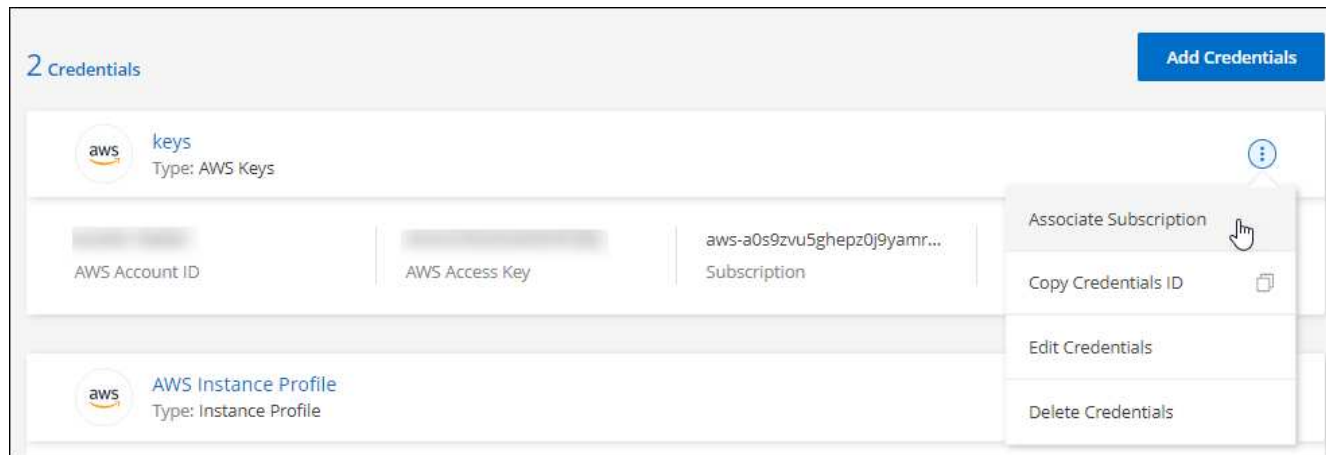 2 Credentials
Add Credentials
aws
keys
Type: AWS Keys
Associate Subscription
aws-a0s9zvu5ghepz0j9yamr...
AWS Account ID
AWS Access Key
Subscription
Copy Credentials ID
Edit Credentials
aws
AWS Instance Profile
Type: Instance Profile
Delete Credentials